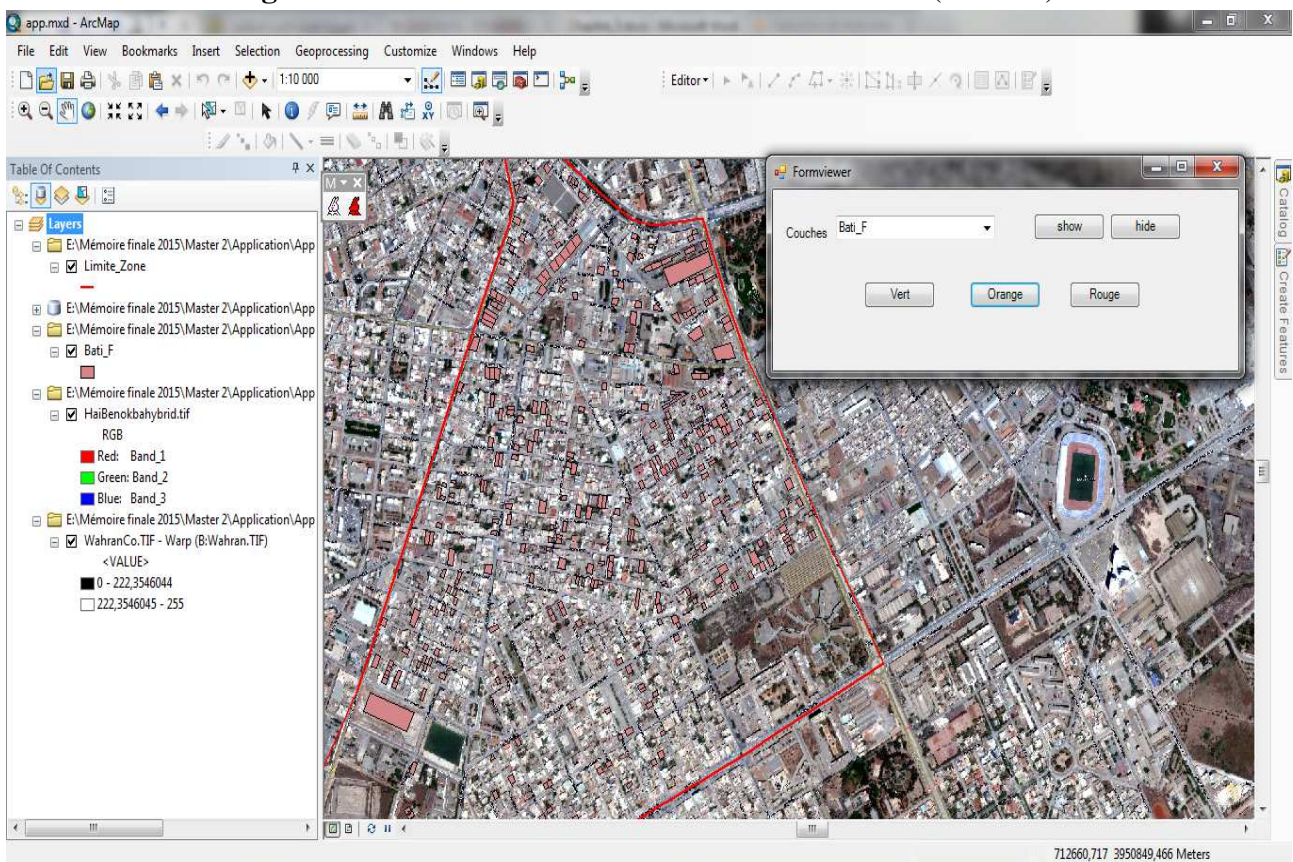 app.mxd - ArcMap
File Edit View Bookmarks Insert Selection Geoprocessing Customize Windows Help
1:10 000
Editor
Table Of Contents
Layers
E:\Mémoire finale 2015\Master 2\Application\App
Limite_Zone
E:\Mémoire finale 2015\Master 2\Application\App
E:\Mémoire finale 2015\Master 2\Application\App
Bati_F
E:\Mémoire finale 2015\Master 2\Application\App
HaiBenokbahybrid.tif
RGB
Red: Band_1
Green: Band_2
Blue: Band_3
E:\Mémoire finale 2015\Master 2\Application\App
WahranCo.TIF - Warp (B:Wahran.TIF)
<VALUE>
0 - 222,3546044
222,3546045 - 255
M
Formviewer
Couches Bati_F show hide
Vert Orange Rouge
Catalog
Create Features
712660,717 3950849,466 Meters